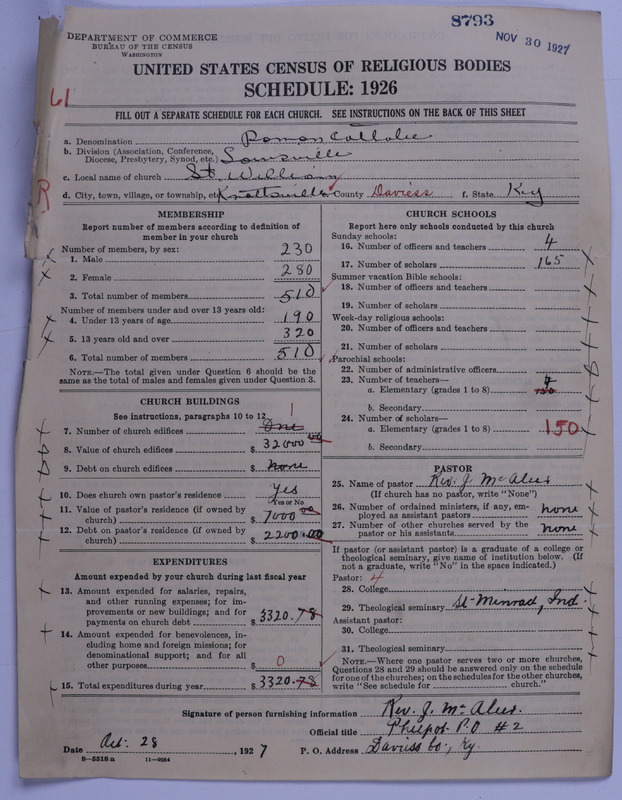 8793
NOV 30 1927
DEPARTMENT OF COMMERCE
BUREAU OF THE CENSUS
WASHINGTON
UNITED STATES CENSUS OF RELIGIOUS BODIES
SCHEDULE: 1926
61
FILL OUT A SEPARATE SCHEDULE FOR EACH CHURCH. SEE INSTRUCTIONS ON THE BACK OF THIS SHEET
a. Denomination Roman Catholic
b. Division (Association, Conference, Diocese, Presbytery, Synod, etc.) Louisville
c. Local name of church St. William
R
d. City, town, village, or township, etc. Knottsville County Daviess f. State Ky
MEMBERSHIP
Report number of members according to definition of
member in your church
Number of members, by sex:
1. Male 230
2. Female 280
3. Total number of members 510
Number of members under and over 13 years old:
4. Under 13 years of age 190
5. 13 years old and over 320
6. Total number of members 510
NOTE.—The total given under Question 6 should be
same as the total of males and females given under Question 3.
CHURCH BUILDINGS
See instructions, paragraphs 10 to 12
1
7. Number of church edifices One
8. Value of church edifices $ 32000 00
9. Debt on church edifices $ none
10. Does church own pastor's residence Yes
Yes or No
11. Value of pastor's residence (if owned by
church) $ 7000 00
12. Debt on pastor's residence (if owned by
church) $ 2200.00
EXPENDITURES
Amount expended by your church during last fiscal year
13. Amount expended for salaries, repairs,
and other running expenses; for im-
provements or new buildings; and for
payments on church debt $ 3320.78
14. Amount expended for benevolences, in-
cluding home and foreign missions; for
denominational support; and for all
other purposes $ 0
15. Total expenditures during year $ 3320.78
CHURCH SCHOOLS
Report here only schools conducted by this church
Sunday schools:
16. Number of officers and teachers 4
17. Number of scholars 165
Summer vacation Bible schools:
18. Number of officers and teachers
19. Number of scholars
Week-day religious schools:
20. Number of officers and teachers
21. Number of scholars
Parochial schools:
22. Number of administrative officers
23. Number of teachers—
a. Elementary (grades 1 to 8) 4 150
b. Secondary
24. Number of scholars—
a. Elementary (grades 1 to 8) 150
b. Secondary
PASTOR
25. Name of pastor Rev. J.
(If church has no pastor, write "None")
26. Number of ordained ministers, if any, em-
ployed as assistant pastors none
27. Number of other churches served by the
pastor or his assistants none
If pastor (or assistant pastor) is a graduate of a college or
theological seminary, give name of institution below. (If
not a graduate, write "No" in the space indicated.)
Pastor: 4
28. College
29. Theological seminary St-Meinrad, Ind.
Assistant pastor:
30. College
31. Theological seminary
NOTE.—Where one pastor serves two or more churches,
Questions 28 and 29 should be answered only on the schedule
for one of the churches; on the schedules for the other churches,
write "See schedule for church."
Signature of person furnishing information Rev. J.
Official title Philpot P.O #2
Date Oct. 28, 1927 P. O. Address Daviess Co., Ky.
8—5518 a 11—9084